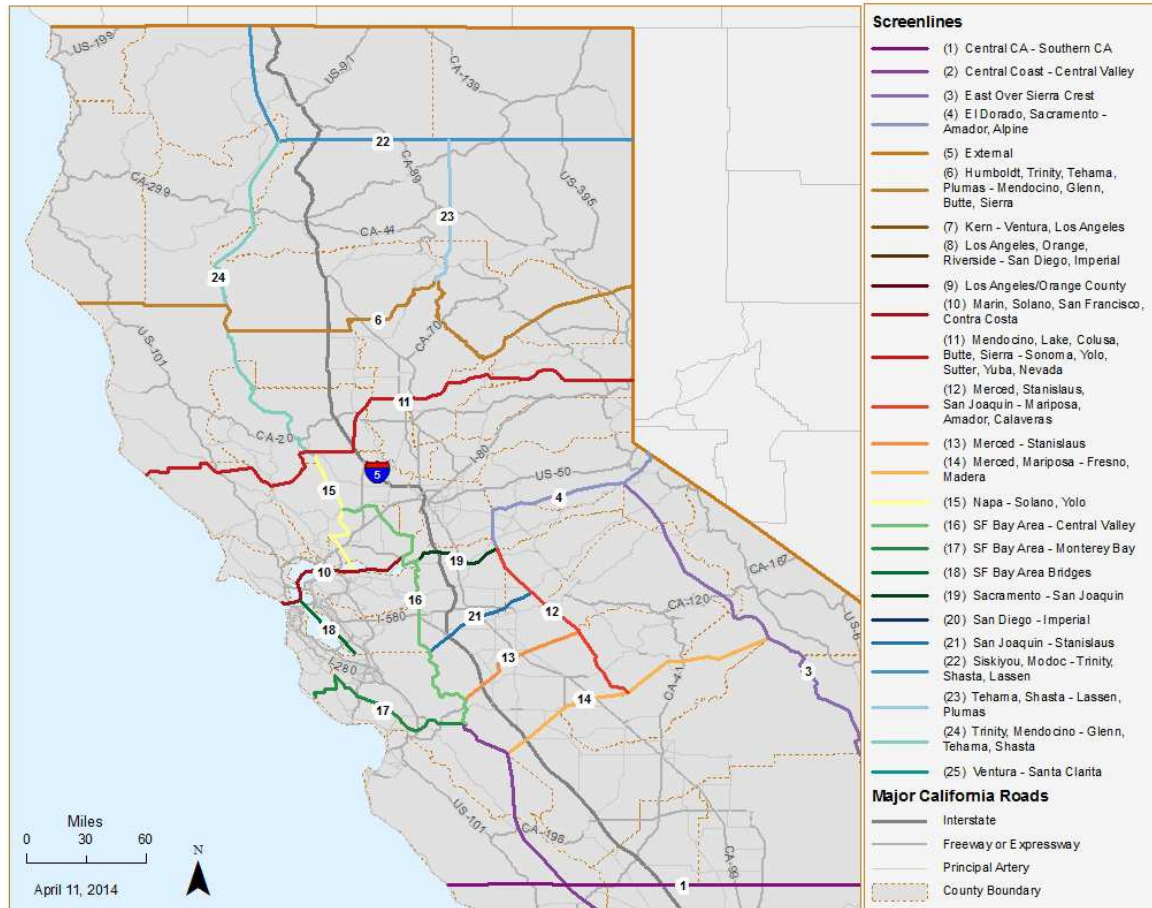 US-199
US-97
CA-139
22
CA-89
US-395
CA-299
23
CA-44
24
6
CA-70
US-101
11
CA-20
I-80
5
US-50
15
4
10
19
CA-167
16
I-580
CA-120
12
US-6
18
21
13
I-280
3
CA-41
14
17
US-101
CA-198
CA-99
1
Miles
0 30 60
N
April 11, 2014
Screenlines
(1) Central CA - Southern CA
(2) Central Coast - Central Valley
(3) East Over Sierra Crest
(4) El Dorado, Sacramento -
Amador, Alpine
(5) External
(6) Humboldt, Trinity, Tehama,
Plumas - Mendocino, Glenn,
Butte, Sierra
(7) Kern - Ventura, Los Angeles
(8) Los Angeles, Orange,
Riverside - San Diego, Imperial
(9) Los Angeles/Orange County
(10) Marin, Solano, San Francisco,
Contra Costa
(11) Mendocino, Lake, Colusa,
Butte, Sierra - Sonoma, Yolo,
Sutter, Yuba, Nevada
(12) Merced, Stanislaus,
San Joaquin - Mariposa,
Amador, Calaveras
(13) Merced - Stanislaus
(14) Merced, Mariposa - Fresno,
Madera
(15) Napa - Solano, Yolo
(16) SF Bay Area - Central Valley
(17) SF Bay Area - Monterey Bay
(18) SF Bay Area Bridges
(19) Sacramento - San Joaquin
(20) San Diego - Imperial
(21) San Joaquin - Stanislaus
(22) Siskiyou, Modoc - Trinity,
Shasta, Lassen
(23) Tehama, Shasta - Lassen,
Plumas
(24) Trinity, Mendocino - Glenn,
Tehama, Shasta
(25) Ventura - Santa Clarita
Major California Roads
Interstate
Freeway or Expressway
Principal Artery
County Boundary